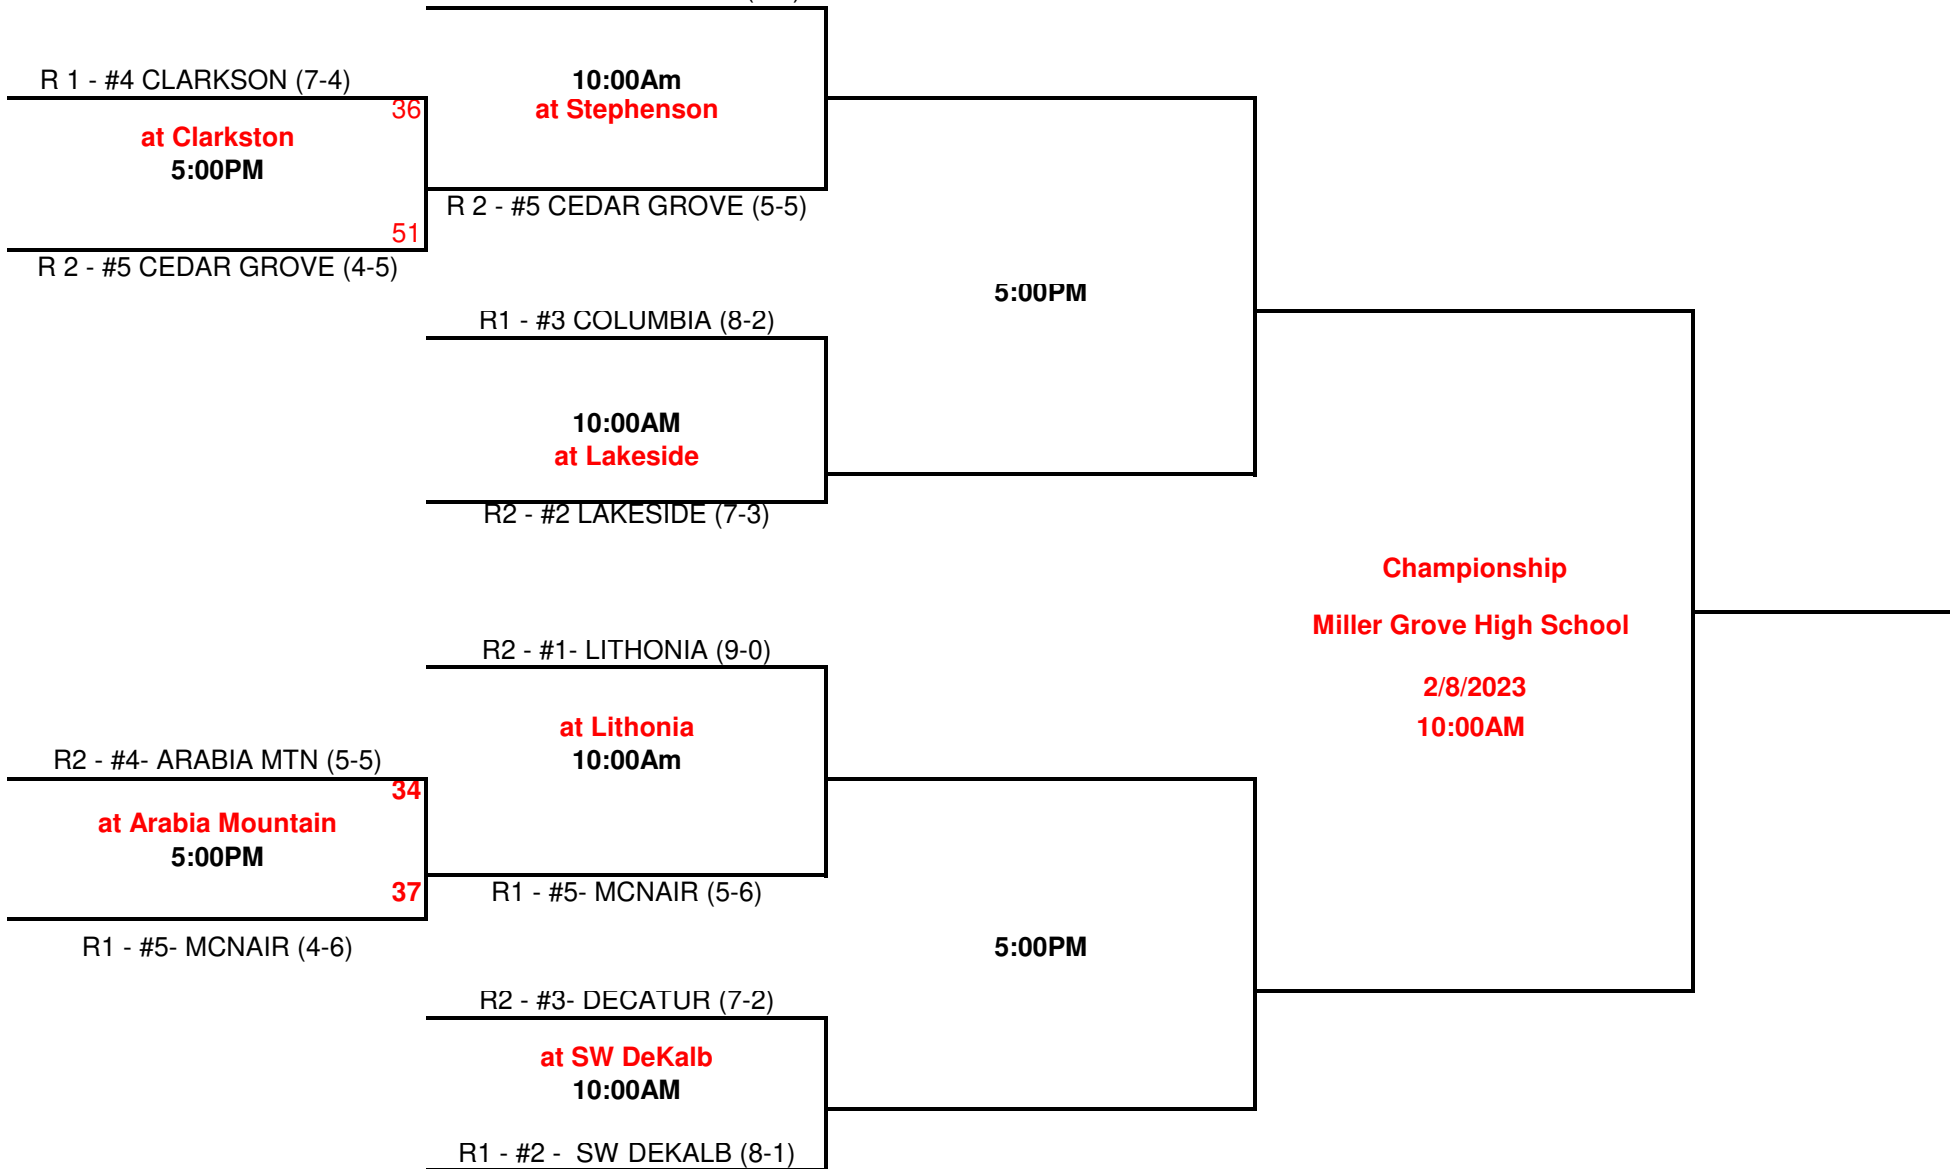 R 1 - #4 CLARKSON (7-4)
36
at Clarkston
5:00PM
51
R 2 - #5 CEDAR GROVE (4-5)
10:00Am
at Stephenson
R 2 - #5 CEDAR GROVE (5-5)
5:00PM
R1 - #3 COLUMBIA (8-2)
10:00AM
at Lakeside
R2 - #2 LAKESIDE (7-3)
Championship
Miller Grove High School
2/8/2023
10:00AM
R2 - #1- LITHONIA (9-0)
at Lithonia
10:00Am
R2 - #4- ARABIA MTN (5-5)
34
at Arabia Mountain
5:00PM
37
R1 - #5- MCNAIR (4-6)
R1 - #5- MCNAIR (5-6)
5:00PM
R2 - #3- DECATUR (7-2)
at SW DeKalb
10:00AM
R1 - #2 -  SW DEKALB (8-1)